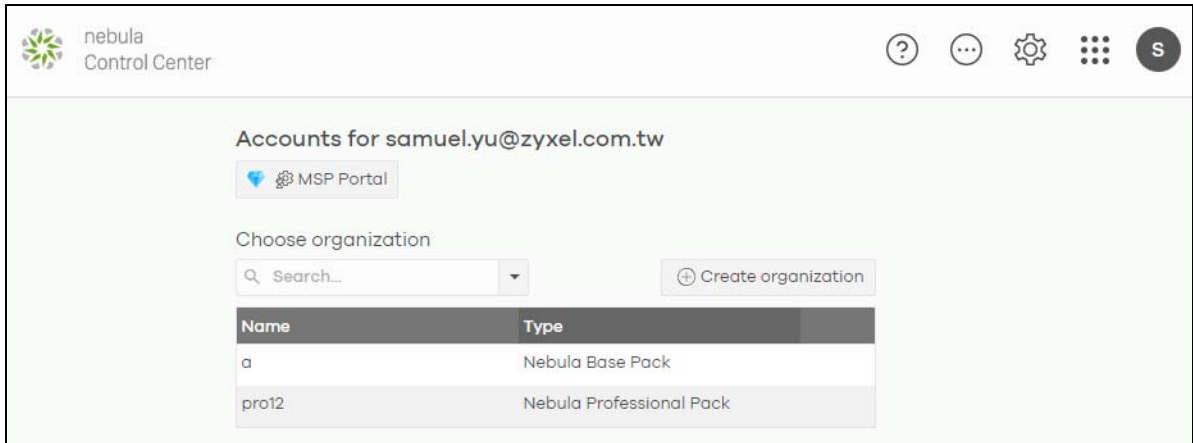 nebula
Control Center
?
S
Accounts for samuel.yu@zyxel.com.tw
MSP Portal
Choose organization
Search...
Create organization
Name Type
a Nebula Base Pack
pro12 Nebula Professional Pack